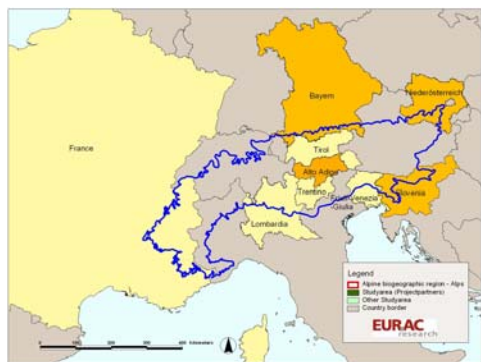 Bayern
Niederösterreich
France
Tirol
Alto Adige
Slovenia
Trentino
Friuli-Venezia
Giulia
Lombardia
Legend
Alpine biogeographic region - Alps
Studyarea (Projectpartners)
Other Studyarea
Country border
EURAC
research